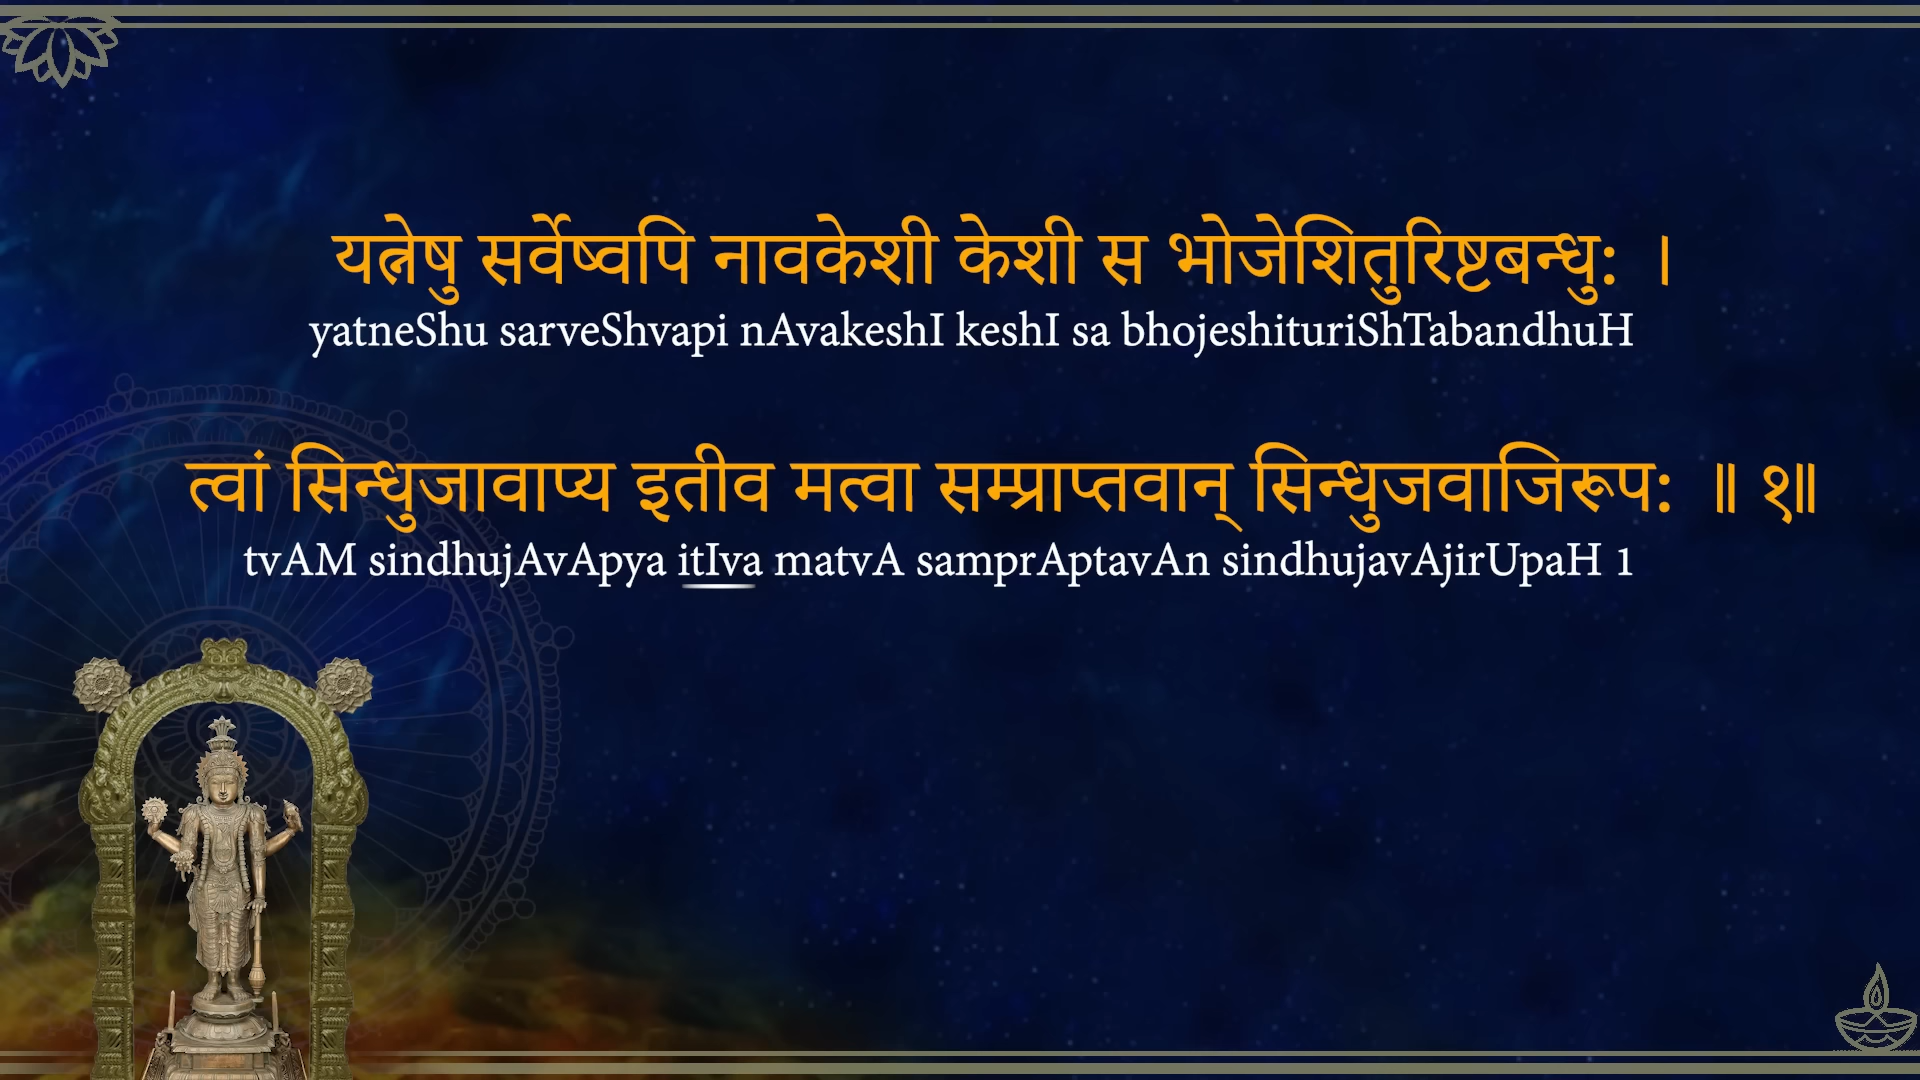 यत्नेषु सर्वेष्वपि नावकेशी केशी स भोजेशितुरिष्टबन्धु: ।
yatneShu sarveShvapi nAvakeshI keshI sa bhojeshituriShTabandhuH
त्वां सिन्धुजावाप्य इतीव मत्वा सम्प्राप्तवान् सिन्धुजवाजिरूप: ॥ १॥
tvAM sindhujAvApya itIva matvA samprAptavAn sindhujavAjirUpaH 1